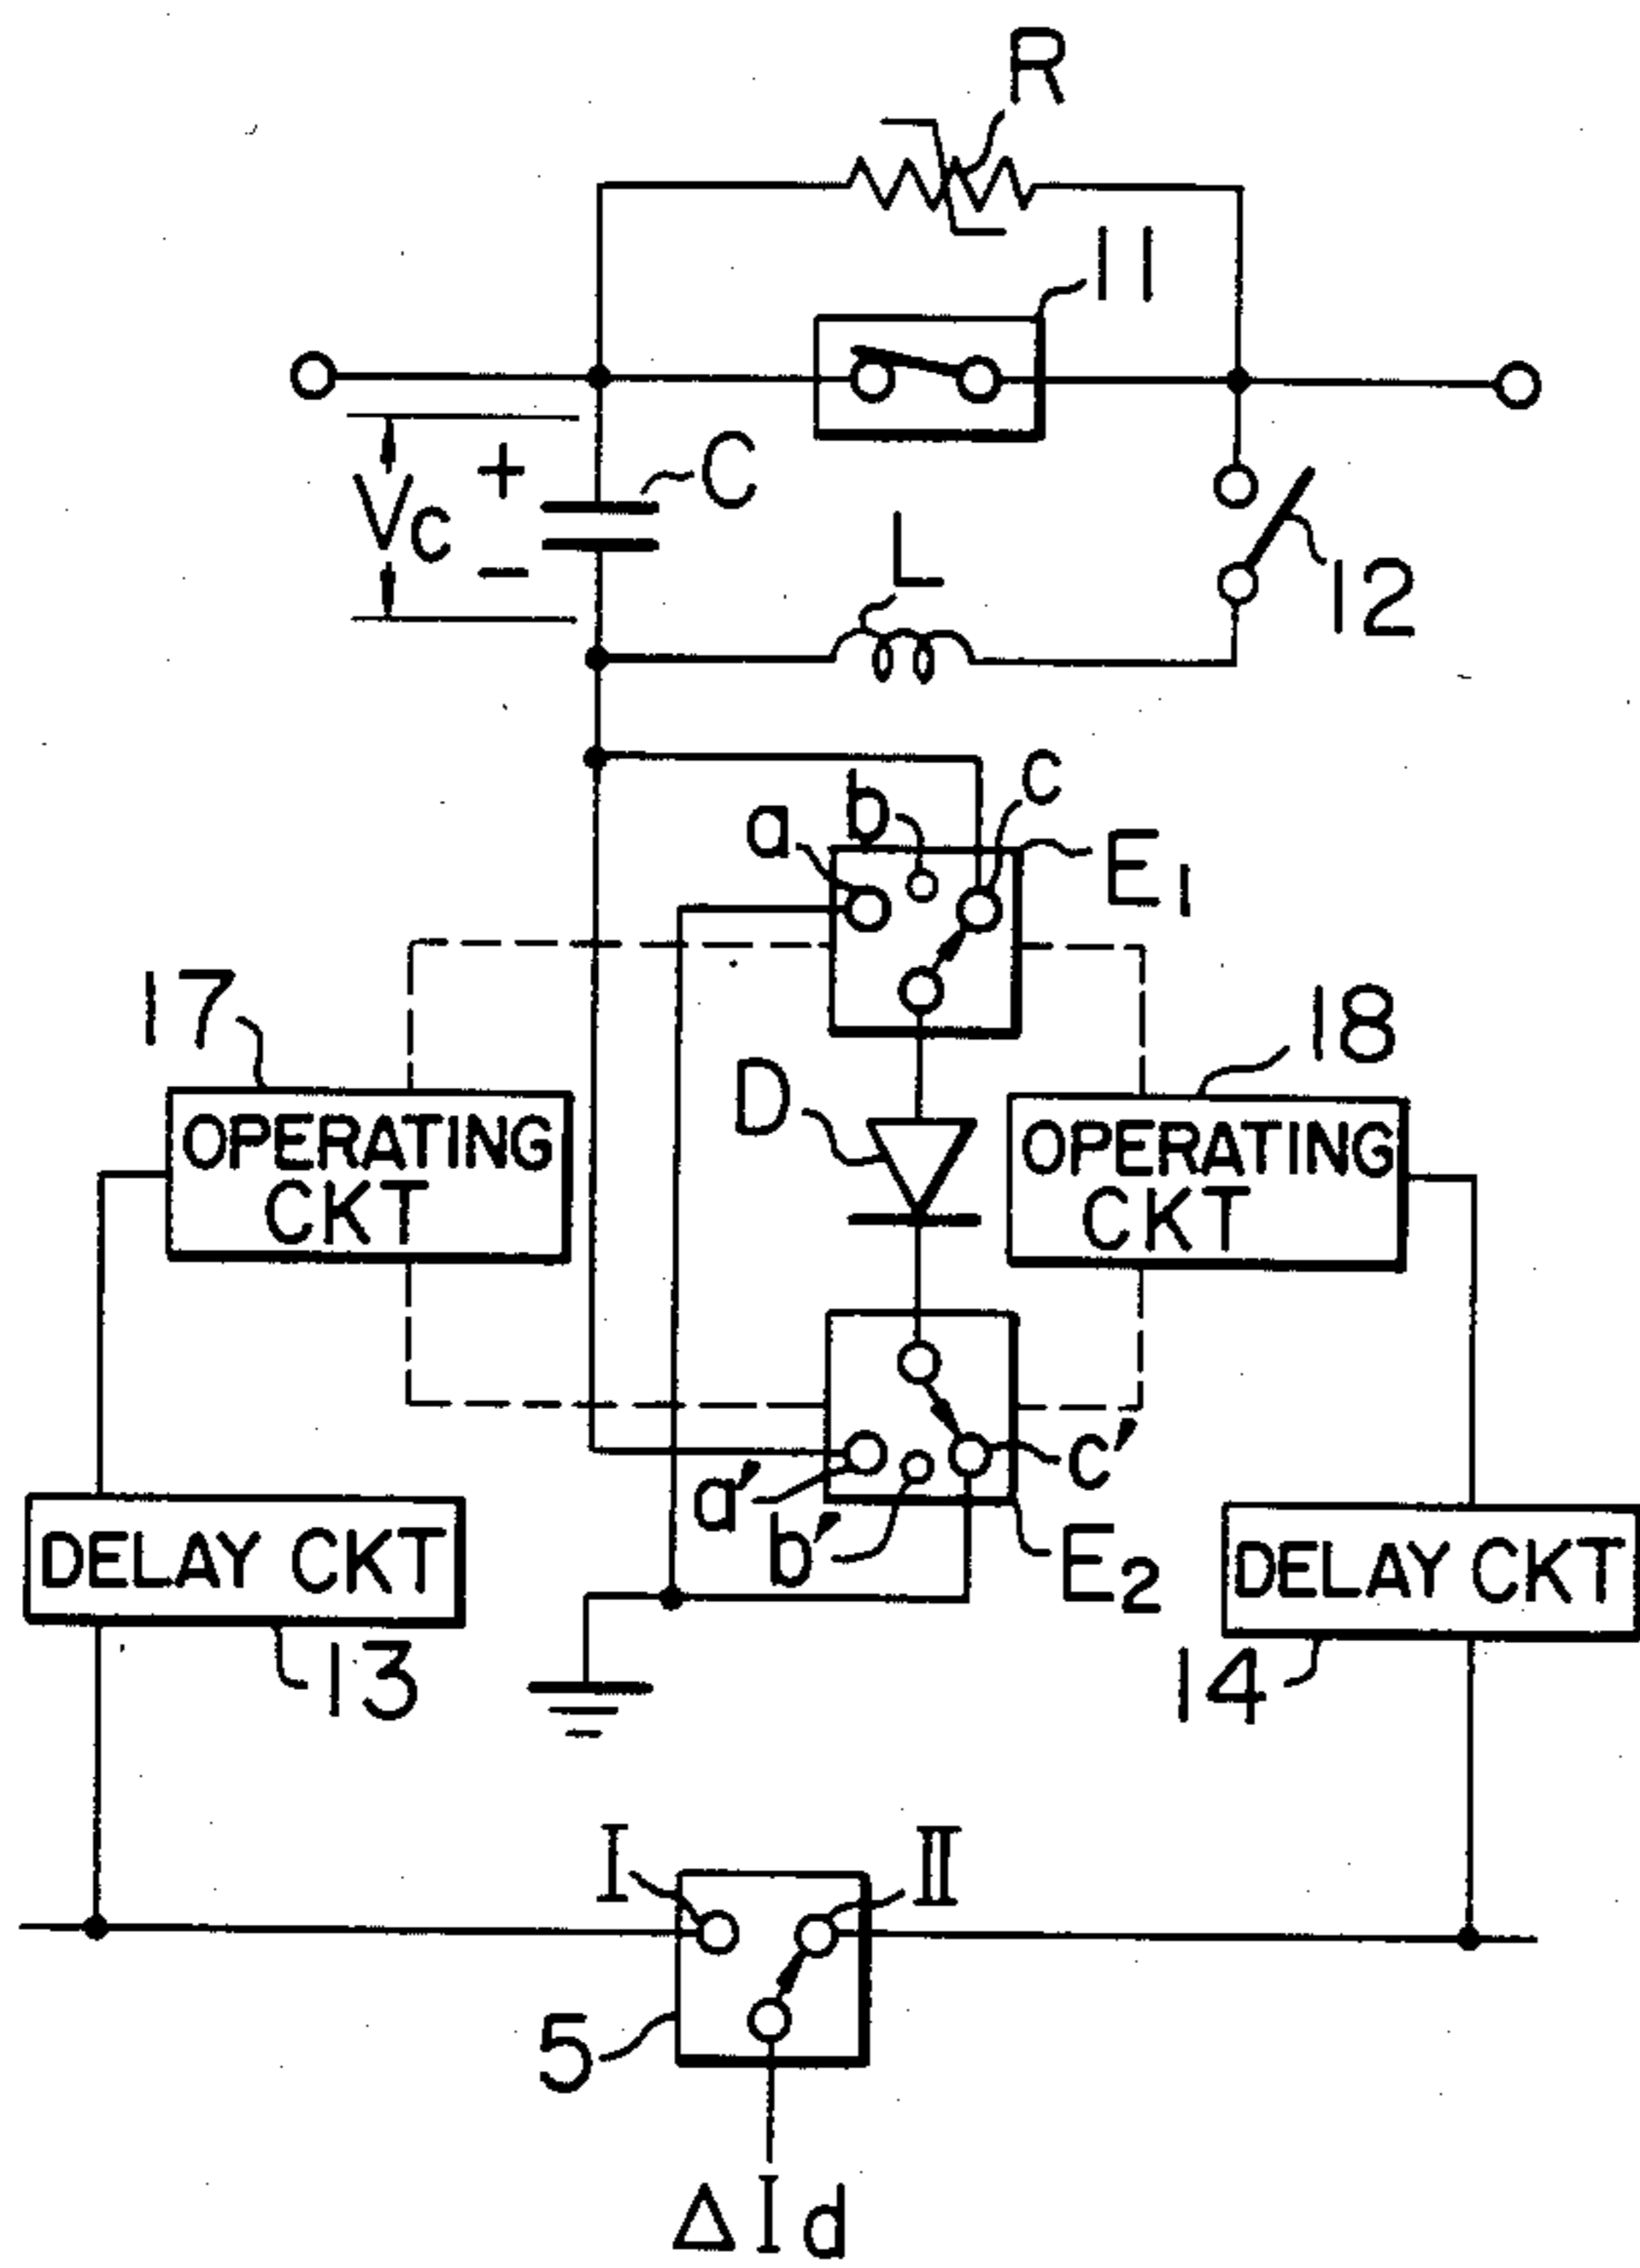 R
11
+
C
Vc
-
L
12
c
b
a
E1
17
18
D
OPERATING
CKT
OPERATING
CKT
c'
a'
b'
E2
DELAY CKT
DELAY CKT
13
14
I
II
5
ΔId